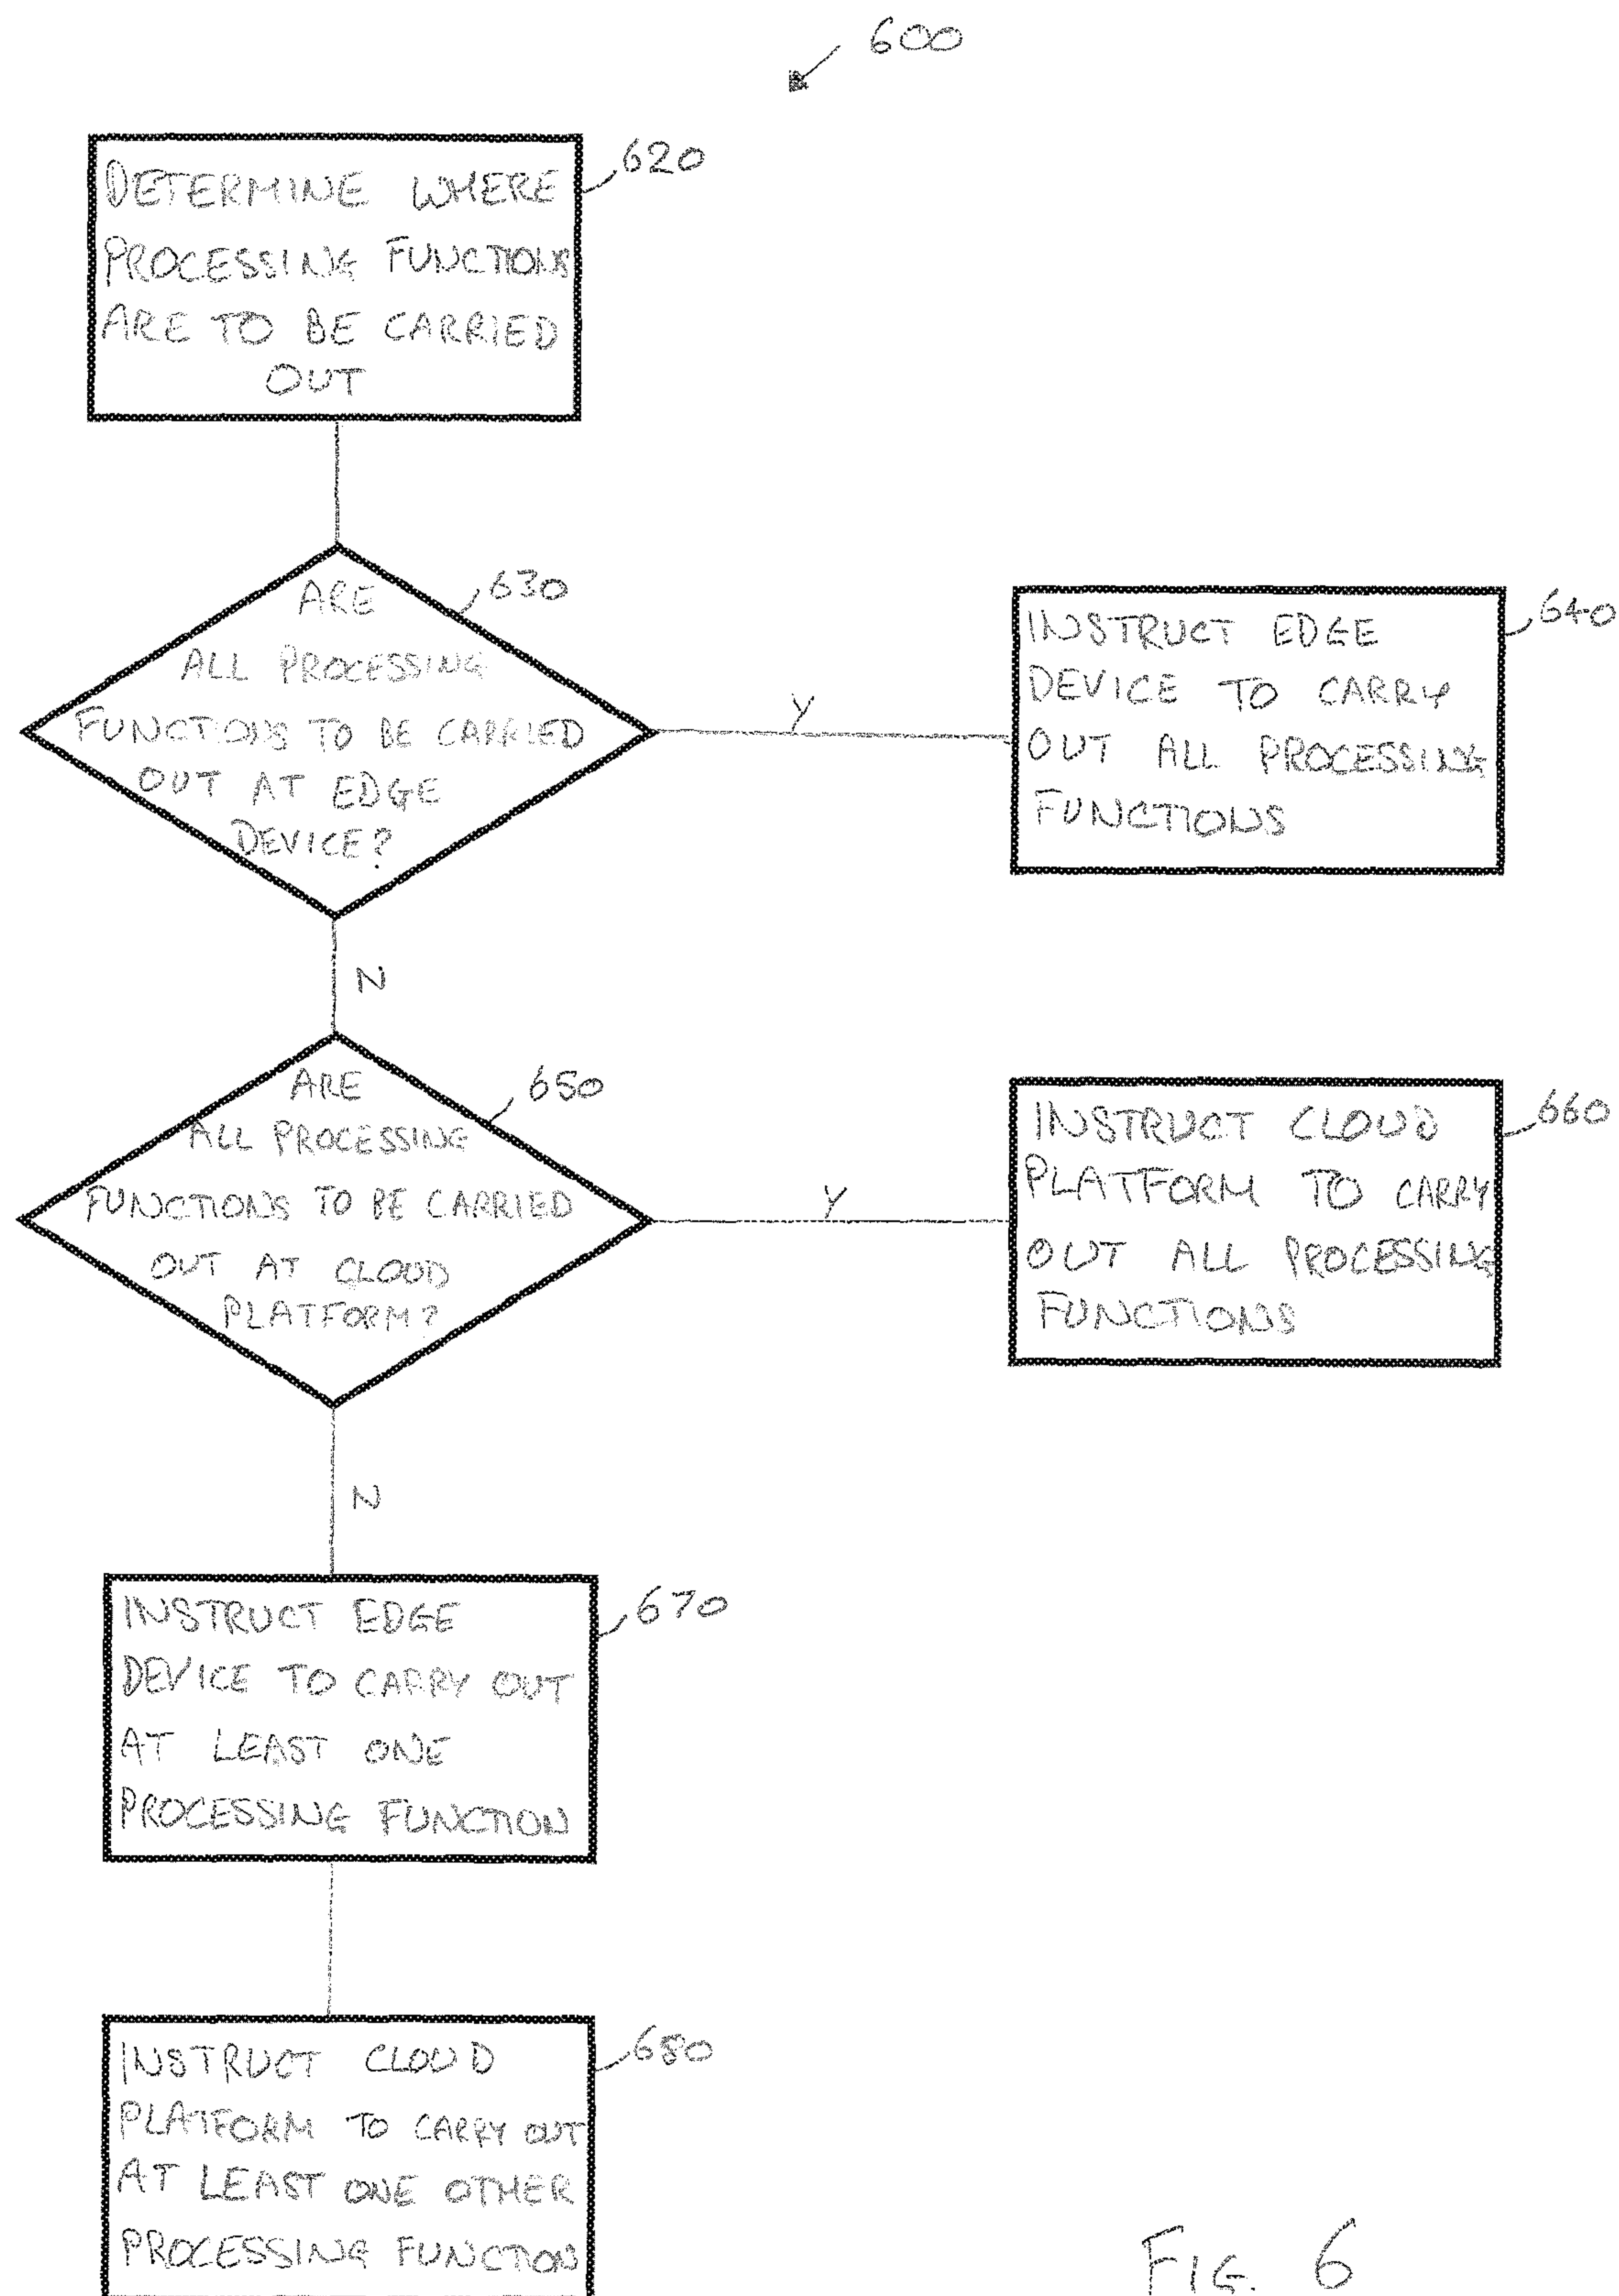 600
620
DETERMINE WHERE
PROCESSING FUNCTIONS
ARE TO BE CARRIED
OUT
630
ARE
ALL PROCESSING
FUNCTIONS TO BE CARRIED
OUT AT EDGE
DEVICE?
Y
640
INSTRUCT EDGE
DEVICE TO CARRY
OUT ALL PROCESSING
FUNCTIONS
N
650
ARE
ALL PROCESSING
FUNCTIONS TO BE CARRIED
OUT AT CLOUD
PLATFORM?
Y
660
INSTRUCT CLOUD
PLATFORM TO CARRY
OUT ALL PROCESSING
FUNCTIONS
N
670
INSTRUCT EDGE
DEVICE TO CARRY OUT
AT LEAST ONE
PROCESSING FUNCTION
680
INSTRUCT CLOUD
PLATFORM TO CARRY OUT
AT LEAST ONE OTHER
PROCESSING FUNCTION
FIG. 6